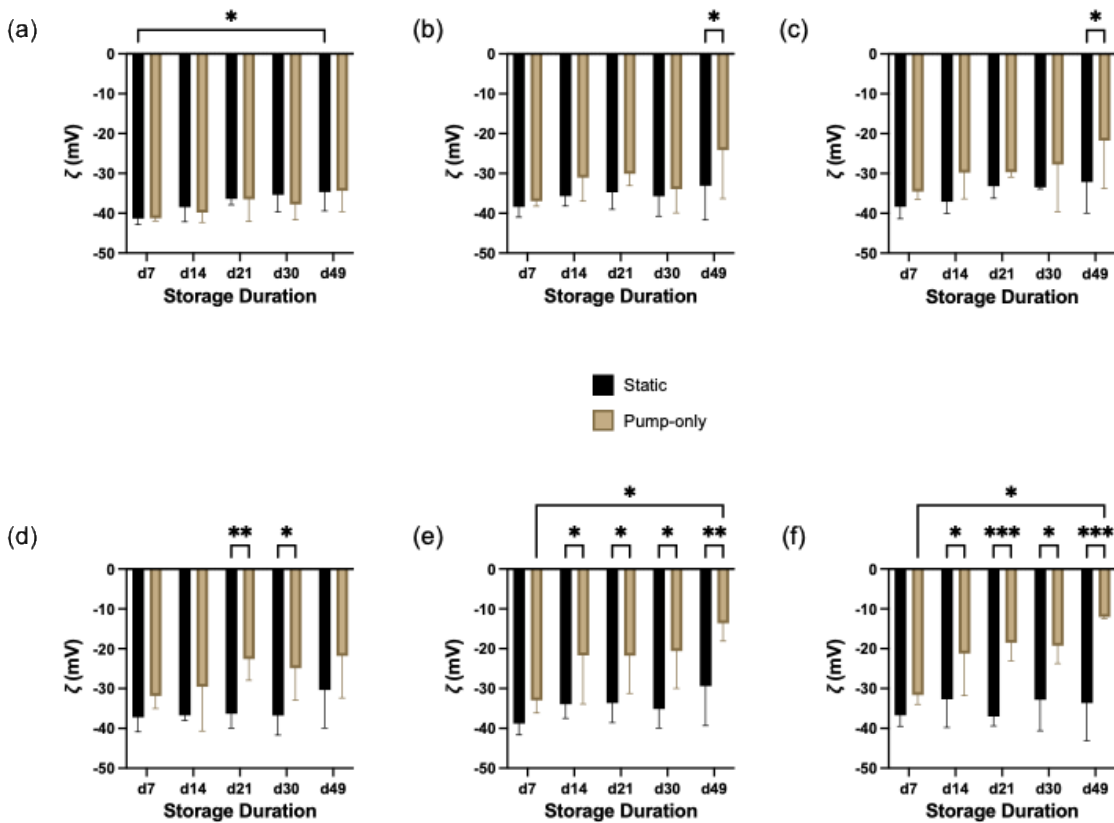 (a) (b) (c)
* * *
0 0 0
-10 -10 -10
-20 -20 -20
-30 -30 -30
-40 -40 -40
-50 -50 -50
ζ (mV) ζ (mV) ζ (mV)
d7 d14 d21 d30 d49 d7 d14 d21 d30 d49 d7 d14 d21 d30 d49
Storage Duration Storage Duration Storage Duration
Static
Pump-only
(d) (e) (f)
* *
** * * * * ** * *** * ***
0 0 0
-10 -10 -10
-20 -20 -20
-30 -30 -30
-40 -40 -40
-50 -50 -50
ζ (mV) ζ (mV) ζ (mV)
d7 d14 d21 d30 d49 d7 d14 d21 d30 d49 d7 d14 d21 d30 d49
Storage Duration Storage Duration Storage Duration